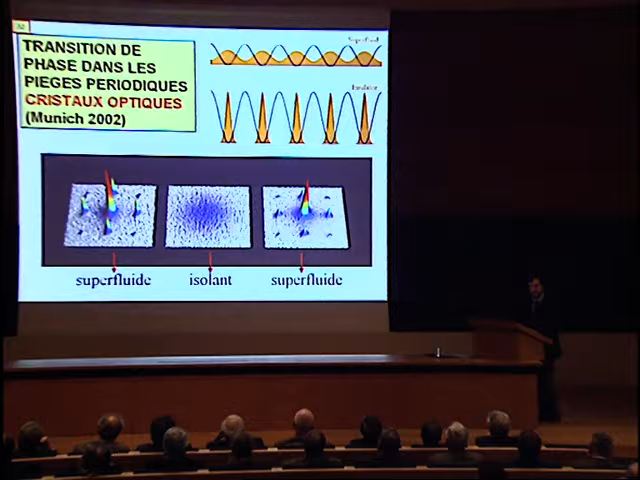 TRANSITION DE
PHASE DANS LES
PIEGES PERIODIQUES
CRISTAUX OPTIQUES
(Munich 2002)
superfluide
isolant
superfluide